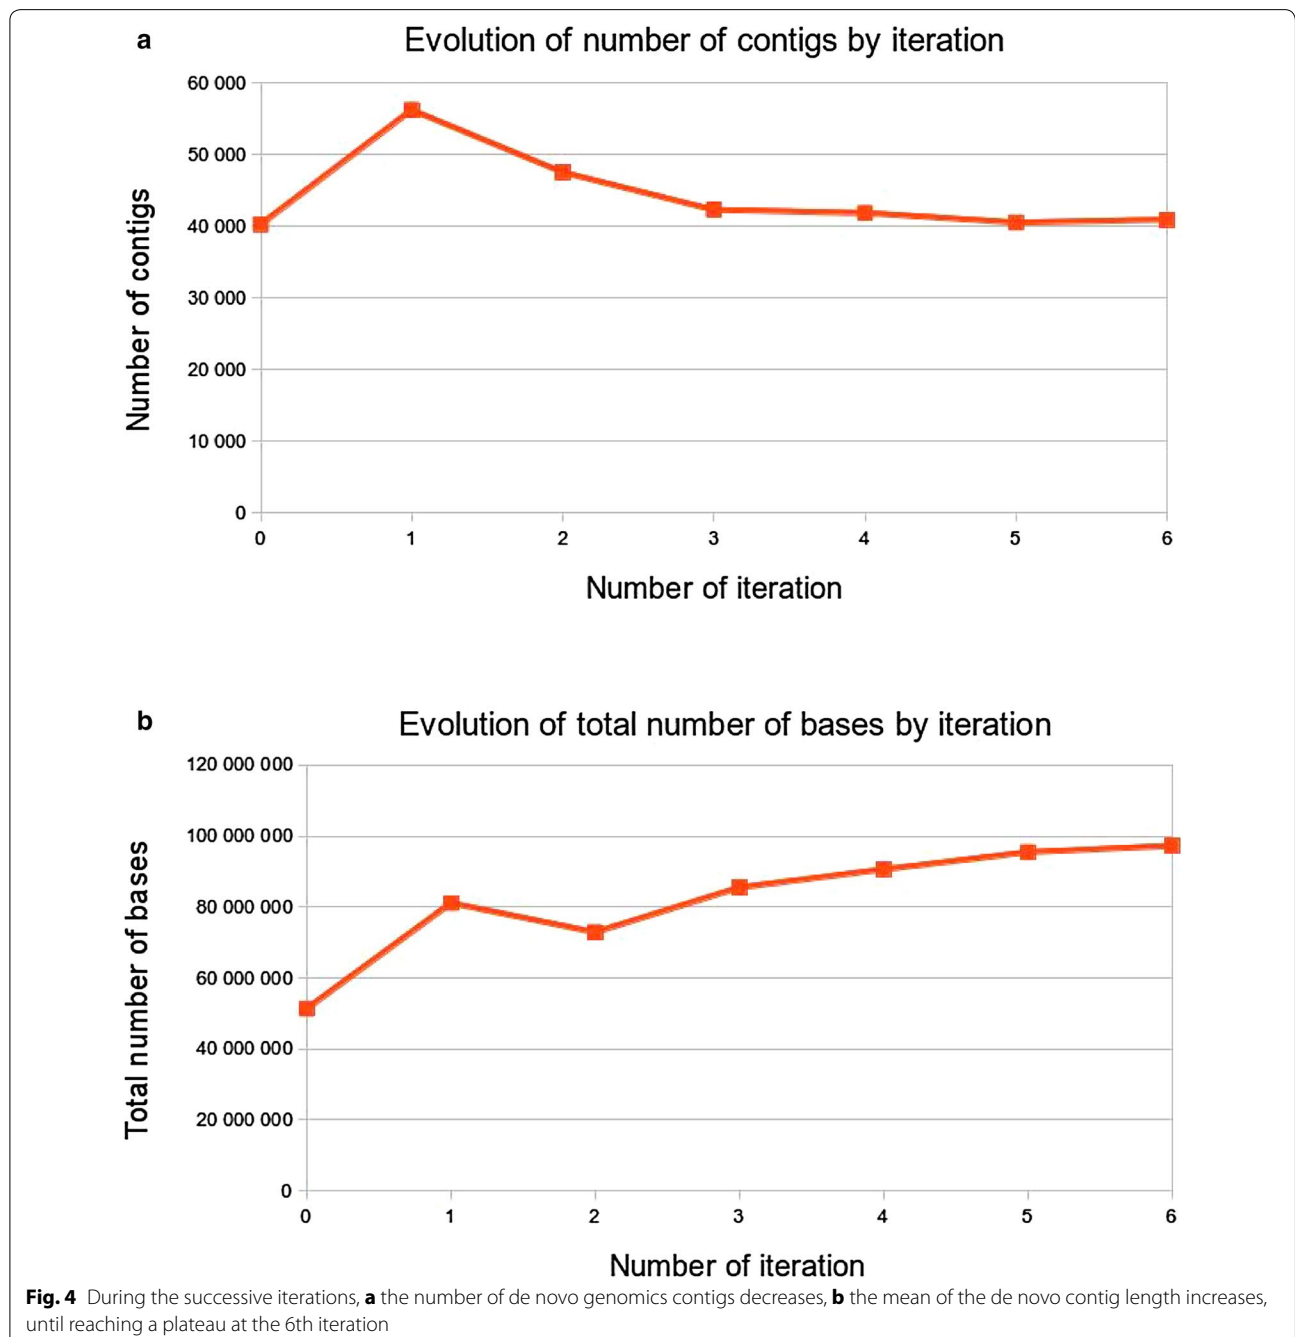 a
Evolution of number of contigs by iteration
60 000
50 000
40 000
30 000
20 000
10 000
0
Number of contigs
0 1 2 3 4 5 6
Number of iteration
b
Evolution of total number of bases by iteration
120 000 000
100 000 000
80 000 000
60 000 000
40 000 000
20 000 000
0
Total number of bases
0 1 2 3 4 5 6
Number of iteration
Fig. 4 During the successive iterations, a the number of de novo genomics contigs decreases, b the mean of the de novo contig length increases,
until reaching a plateau at the 6th iteration